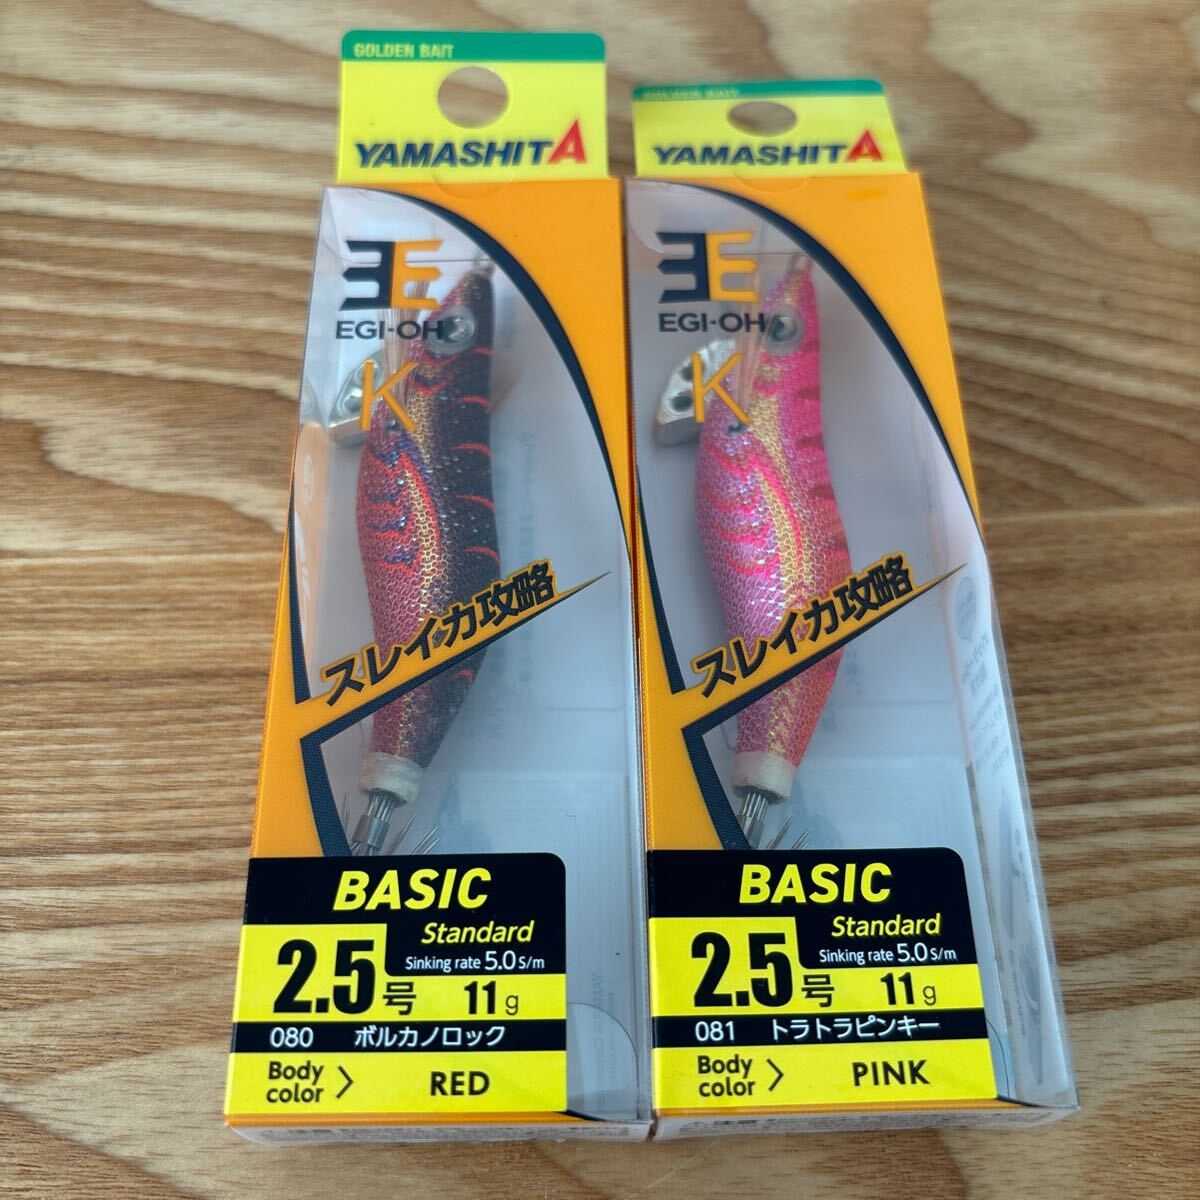 GOLDEN BAIT
YAMASHITA
EGI-OH
K
スレイカ攻略
BASIC
Standard
Sinking rate 5.0 S/m
2.5号 11g
080 ボルカノロック
Body color > RED
GOLDEN BAIT
YAMASHITA
EGI-OH
K
スレイカ攻略
BASIC
Standard
Sinking rate 5.0 S/m
2.5号 11g
081 トラトラピンキー
Body color > PINK